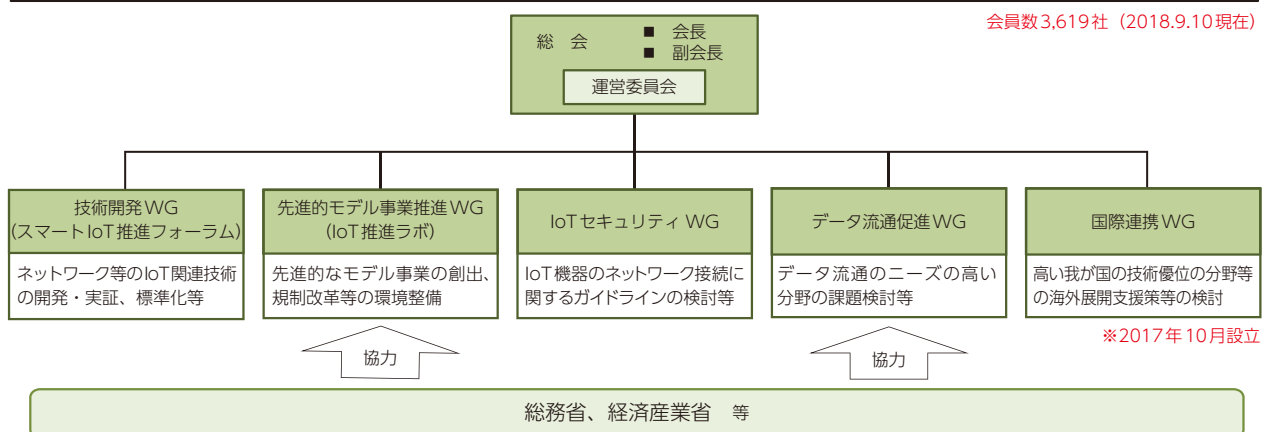 会員数3,619社（2018.9.10現在）
総　会
■ 会長
■ 副会長
運営委員会
技術開発WG
(スマートIoT推進フォーラム)
ネットワーク等のIoT関連技術
の開発・実証、標準化等
先進的モデル事業推進WG
(IoT推進ラボ)
先進的なモデル事業の創出、
規制改革等の環境整備
IoTセキュリティWG
IoT機器のネットワーク接続に
関するガイドラインの検討等
データ流通促進WG
データ流通のニーズの高い
分野の課題検討等
国際連携WG
高い我が国の技術優位の分野等
の海外展開支援策等の検討
※2017年10月設立
協力
協力
総務省、経済産業省　等